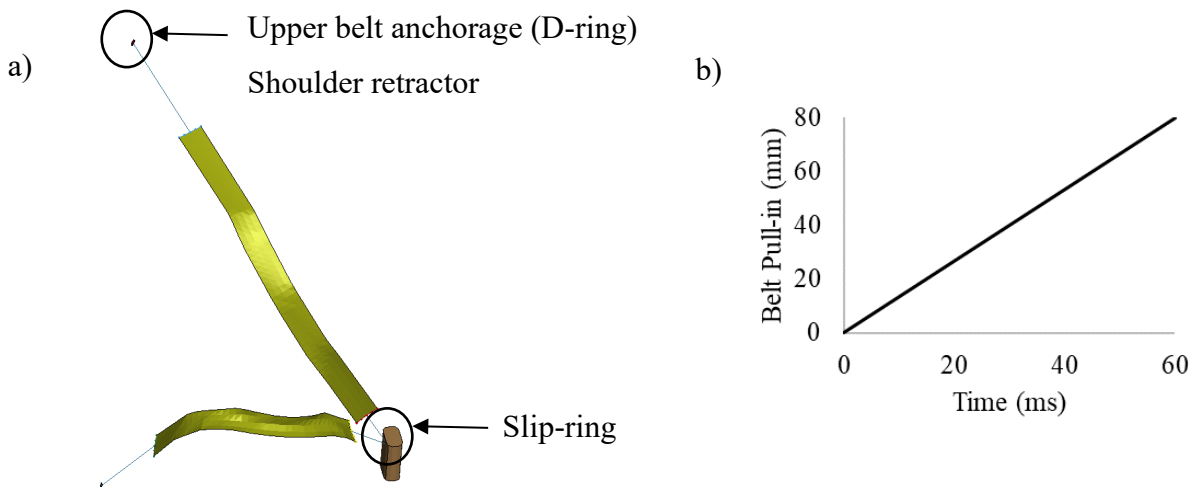 a)
Upper belt anchorage (D-ring)
Shoulder retractor
Slip-ring
b)
Belt Pull-in (mm)
80
60
40
20
0
0 20 40 60
Time (ms)